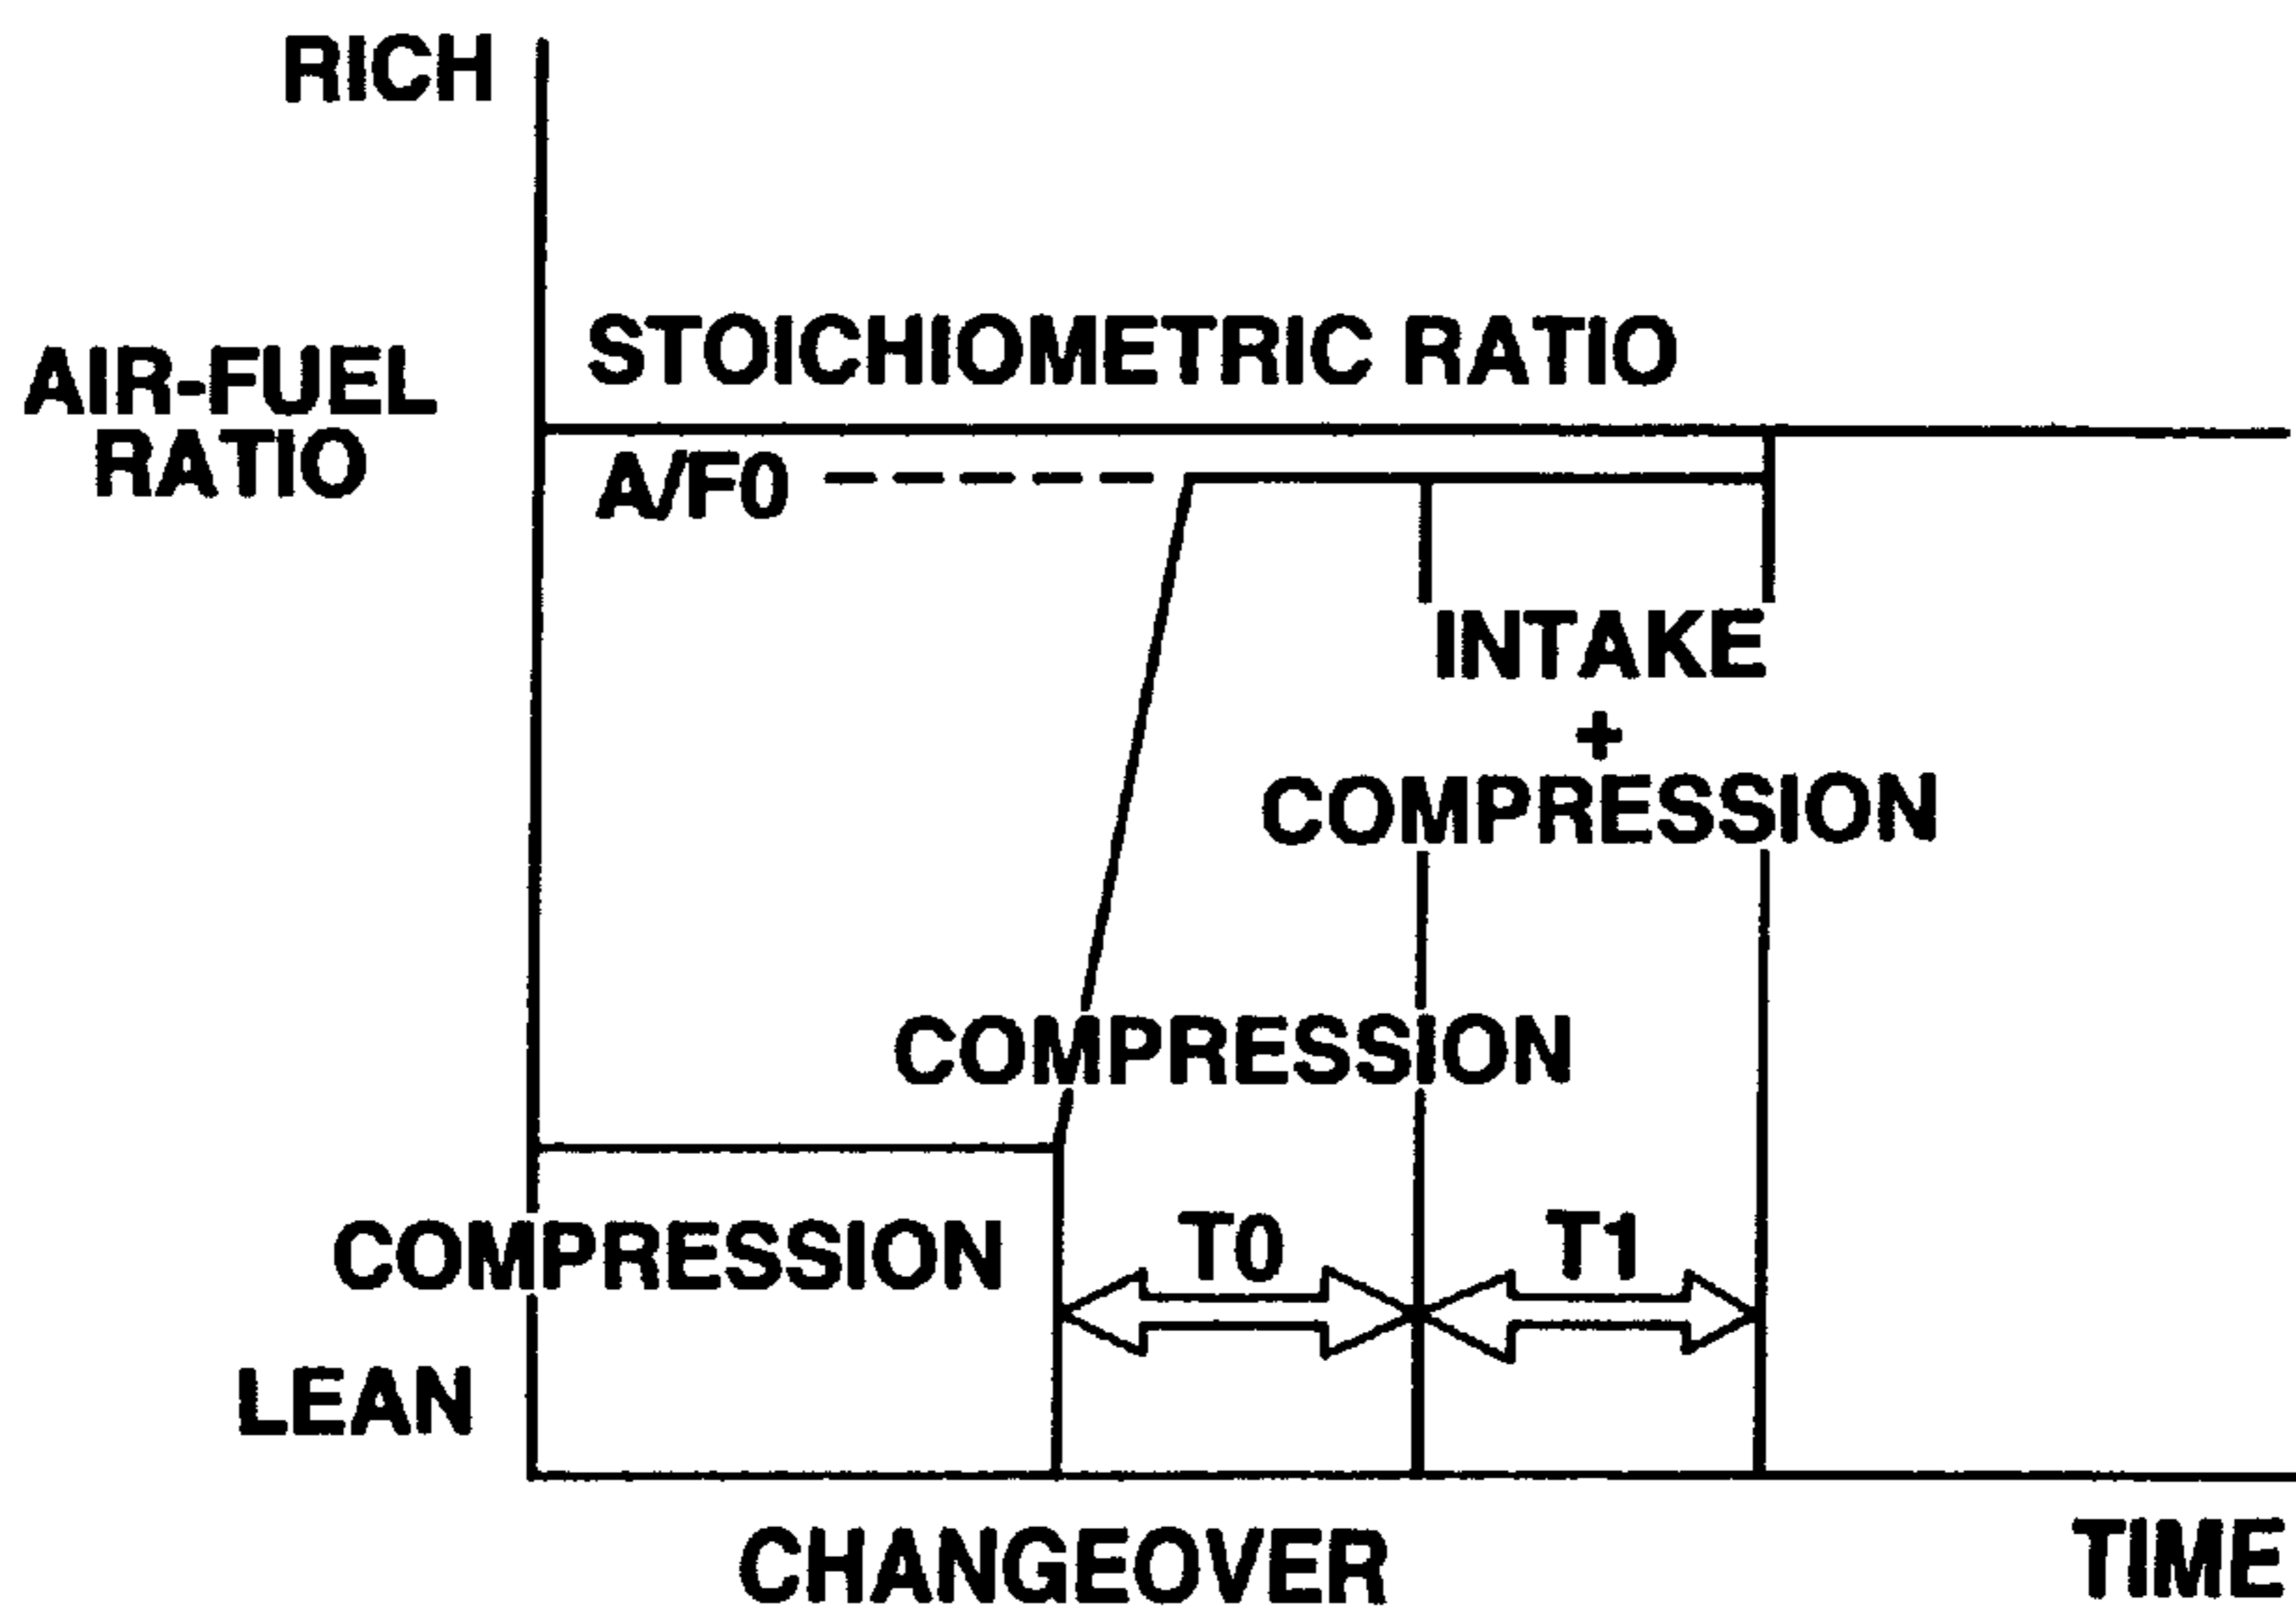 RICH
STOICHIOMETRIC RATIO
AIR-FUEL
RATIO
A/F0
INTAKE
+
COMPRESSION
COMPRESSION
COMPRESSION
T0
T1
LEAN
CHANGEOVER
TIME